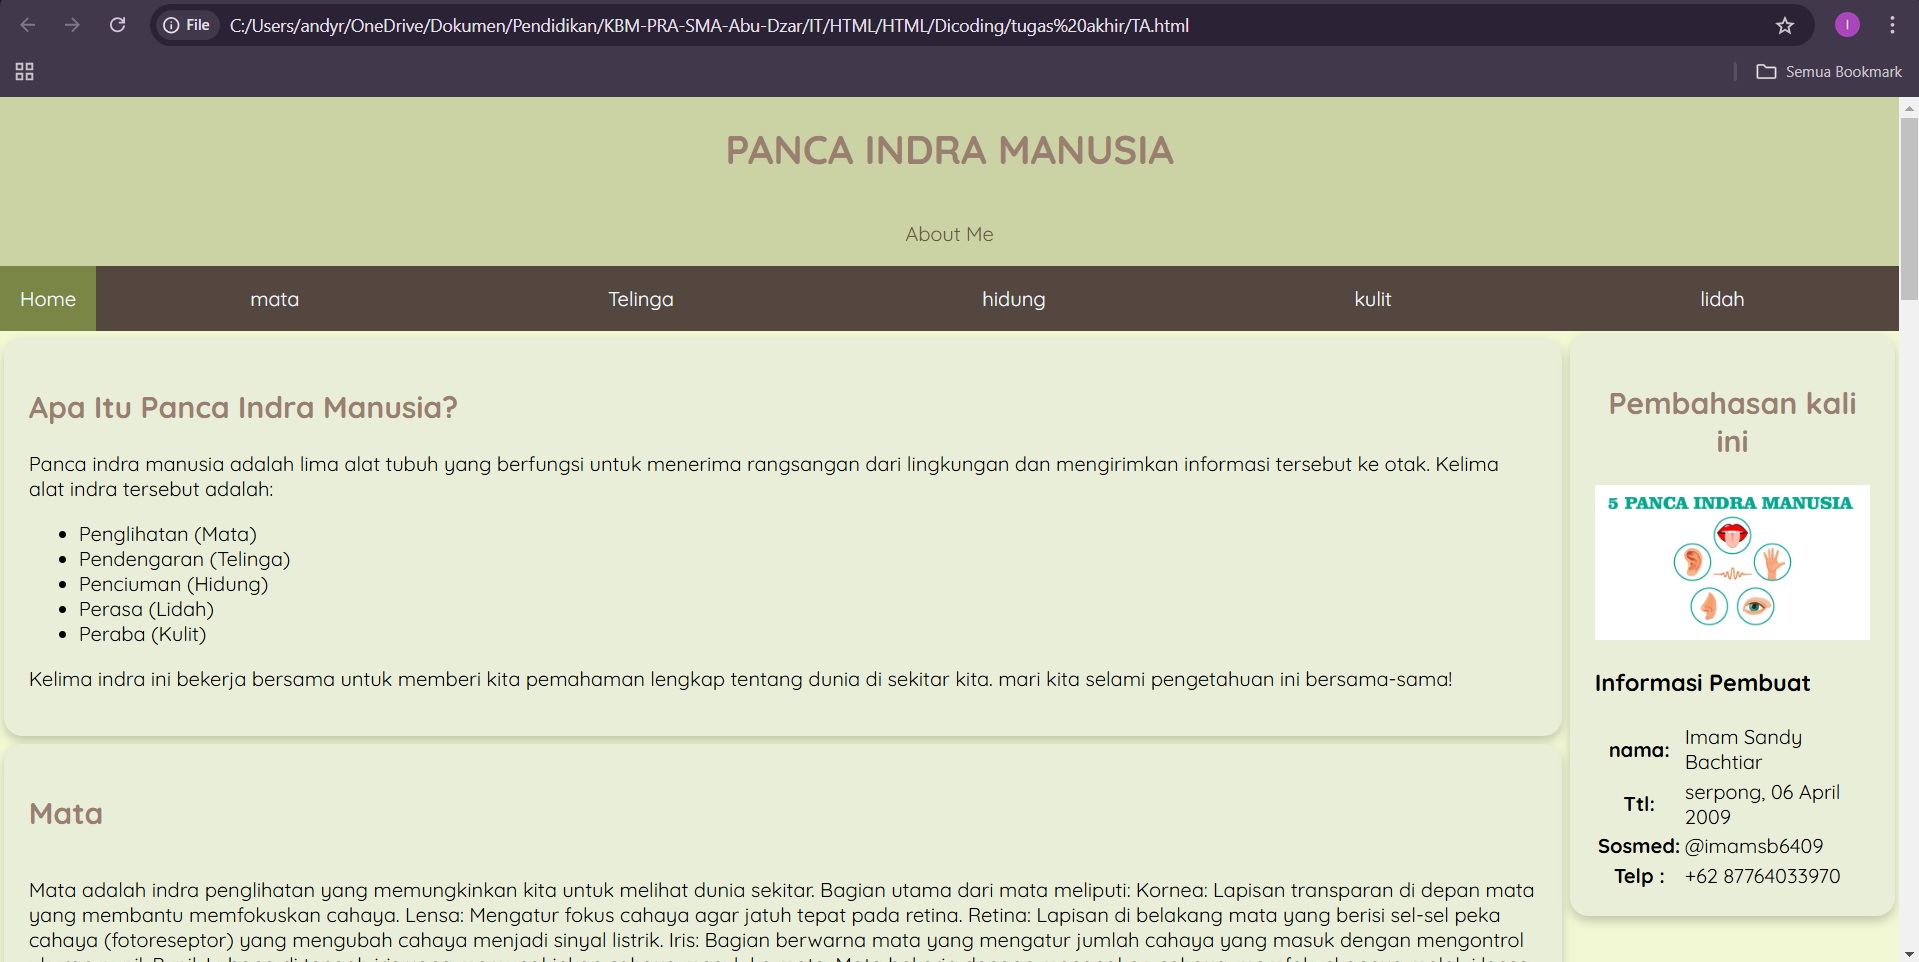 File C:/Users/andyr/OneDrive/Dokumen/Pendidikan/KBM-PRA-SMA-Abu-Dzar/IT/HTML/HTML/Dicoding/tugas%20akhir/TA.html
I
Semua Bookmark
PANCA INDRA MANUSIA
About Me
Home mata Telinga hidung kulit lidah
Apa Itu Panca Indra Manusia?
Panca indra manusia adalah lima alat tubuh yang berfungsi untuk menerima rangsangan dari lingkungan dan mengirimkan informasi tersebut ke otak. Kelima
alat indra tersebut adalah:
• Penglihatan (Mata)
• Pendengaran (Telinga)
• Penciuman (Hidung)
• Perasa (Lidah)
• Peraba (Kulit)
Kelima indra ini bekerja bersama untuk memberi kita pemahaman lengkap tentang dunia di sekitar kita. mari kita selami pengetahuan ini bersama-sama!
Mata
Mata adalah indra penglihatan yang memungkinkan kita untuk melihat dunia sekitar. Bagian utama dari mata meliputi: Kornea: Lapisan transparan di depan mata
yang membantu memfokuskan cahaya. Lensa: Mengatur fokus cahaya agar jatuh tepat pada retina. Retina: Lapisan di belakang mata yang berisi sel-sel peka
cahaya (fotoreseptor) yang mengubah cahaya menjadi sinyal listrik. Iris: Bagian berwarna mata yang mengatur jumlah cahaya yang masuk dengan mengontrol
Pembahasan kali
ini
5 PANCA INDRA MANUSIA
Informasi Pembuat
nama: Imam Sandy
Bachtiar
Ttl: serpong, 06 April
2009
Sosmed: @imamsb6409
Telp : +62 87764033970